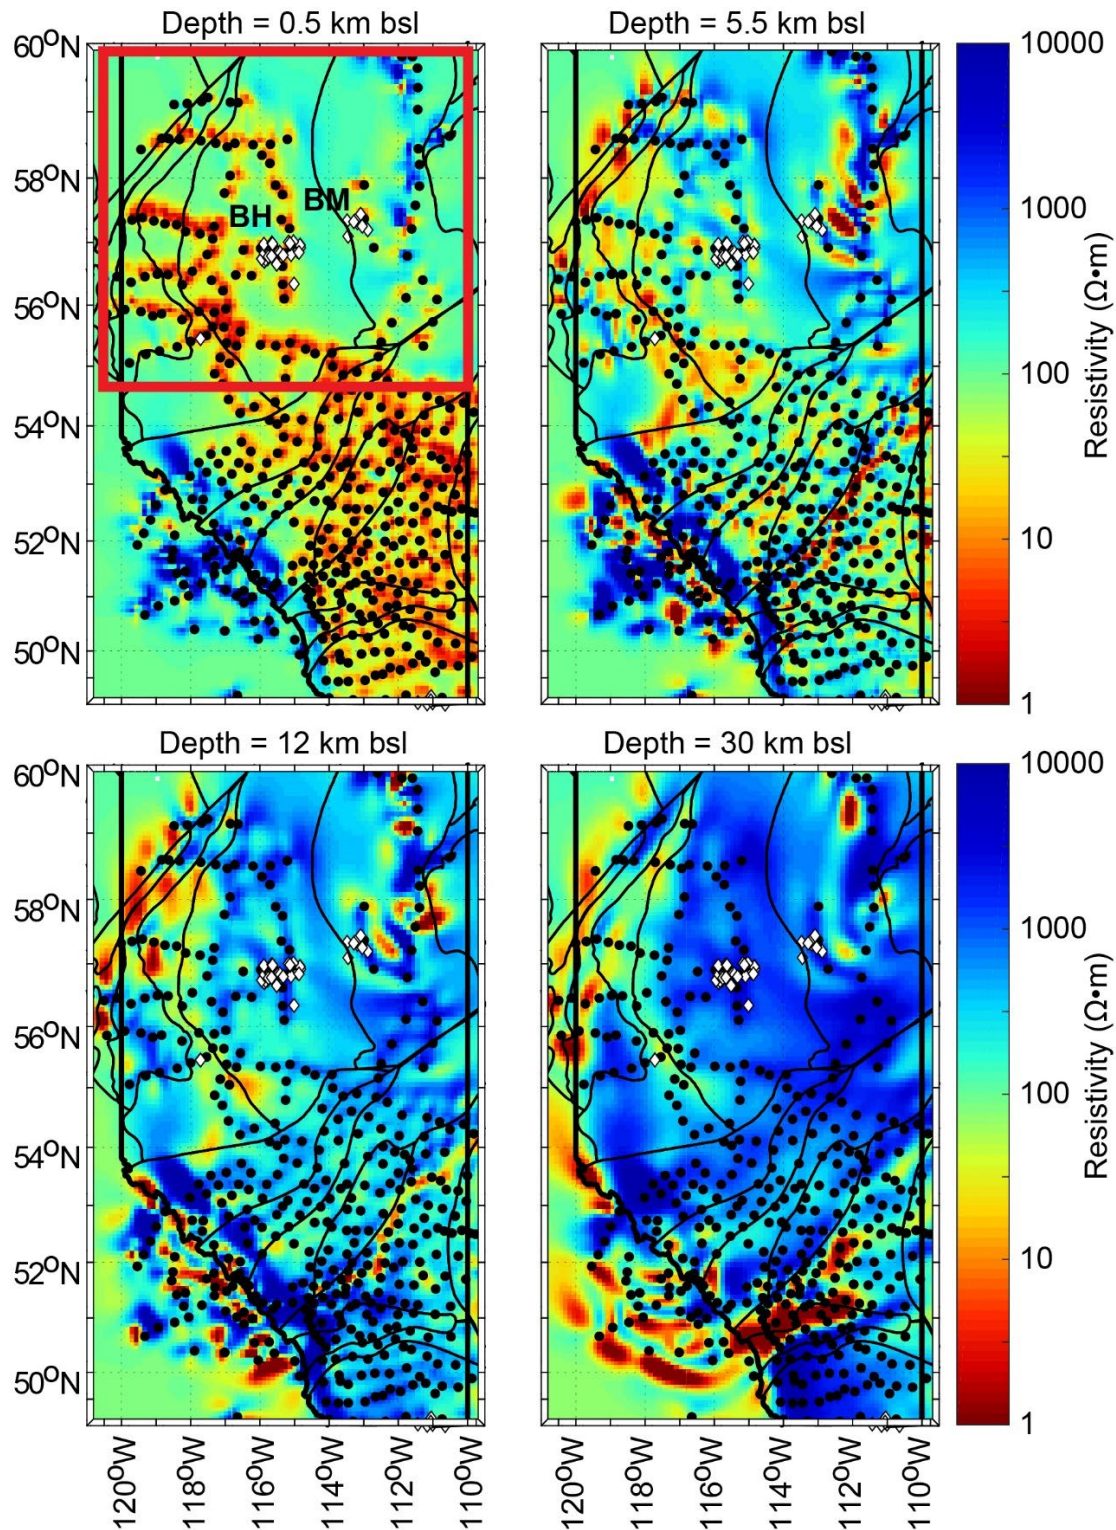 Depth = 0.5 km bsl
Depth = 5.5 km bsl
60°N
58°N
56°N
54°N
52°N
50°N
BH
BM
10000
1000
100
10
1
Resistivity (Ω•m)
Depth = 12 km bsl
Depth = 30 km bsl
60°N
58°N
56°N
54°N
52°N
50°N
10000
1000
100
10
1
Resistivity (Ω•m)
120°W
118°W
116°W
114°W
112°W
110°W
120°W
118°W
116°W
114°W
112°W
110°W